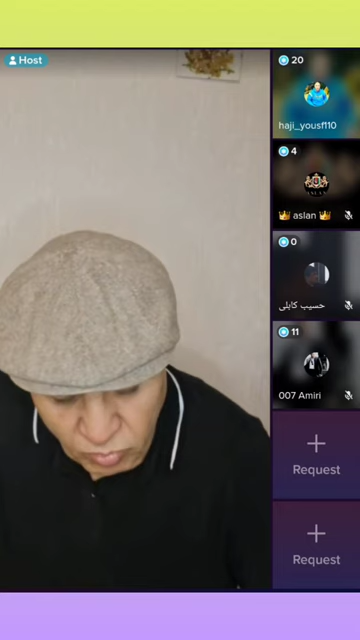 Host
20
haji_yousf110
4
👑 aslan 👑
0
حسیب کابلی
11
007 Amiri
Request
Request